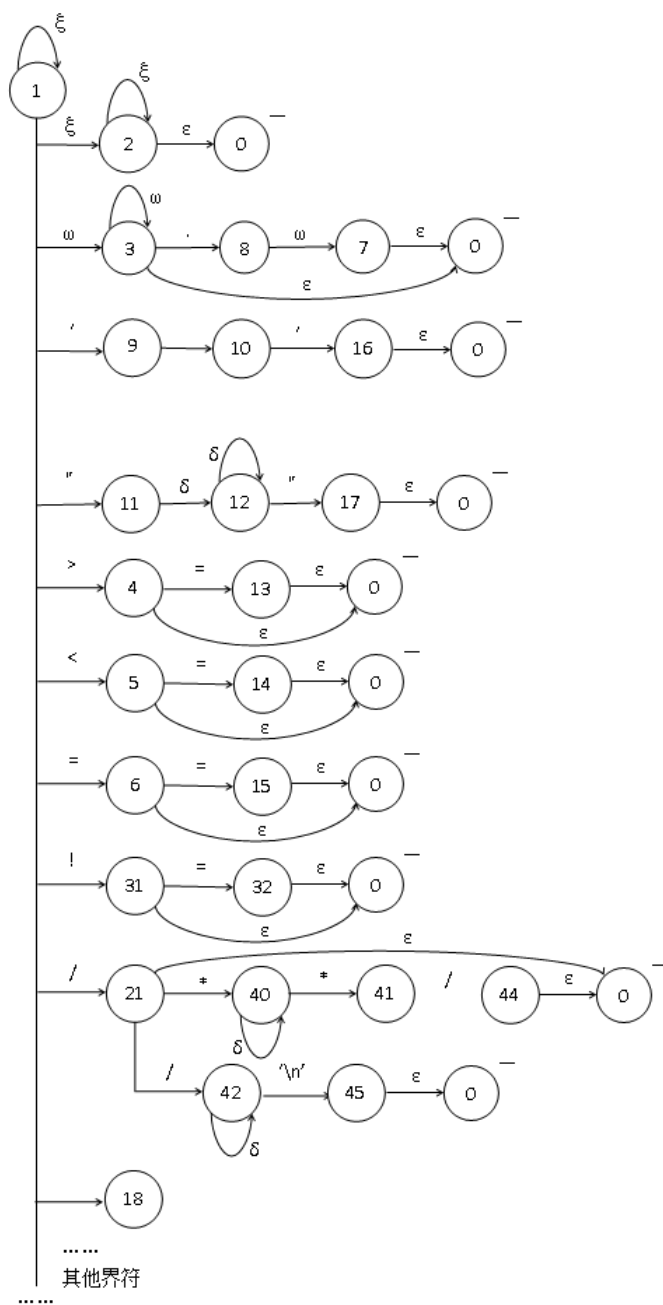 ξ
1
ξ ξ
2 ε 0 —
ω
ω 3 . 8 ω 7 ε 0 —
ε
′ 9 10 ′ 16 ε 0 —
δ
″ 11 δ 12 ″ 17 ε 0 —
> 4 = 13 ε 0 —
ε
< 5 = 14 ε 0 —
ε
= 6 = 15 ε 0 —
ε
! 31 = 32 ε 0 —
ε
ε
/ 21 * 40 * 41 / 44 ε 0 —
δ
/ 42 '\n' 45 ε 0 —
δ
18
……
其他界符
……